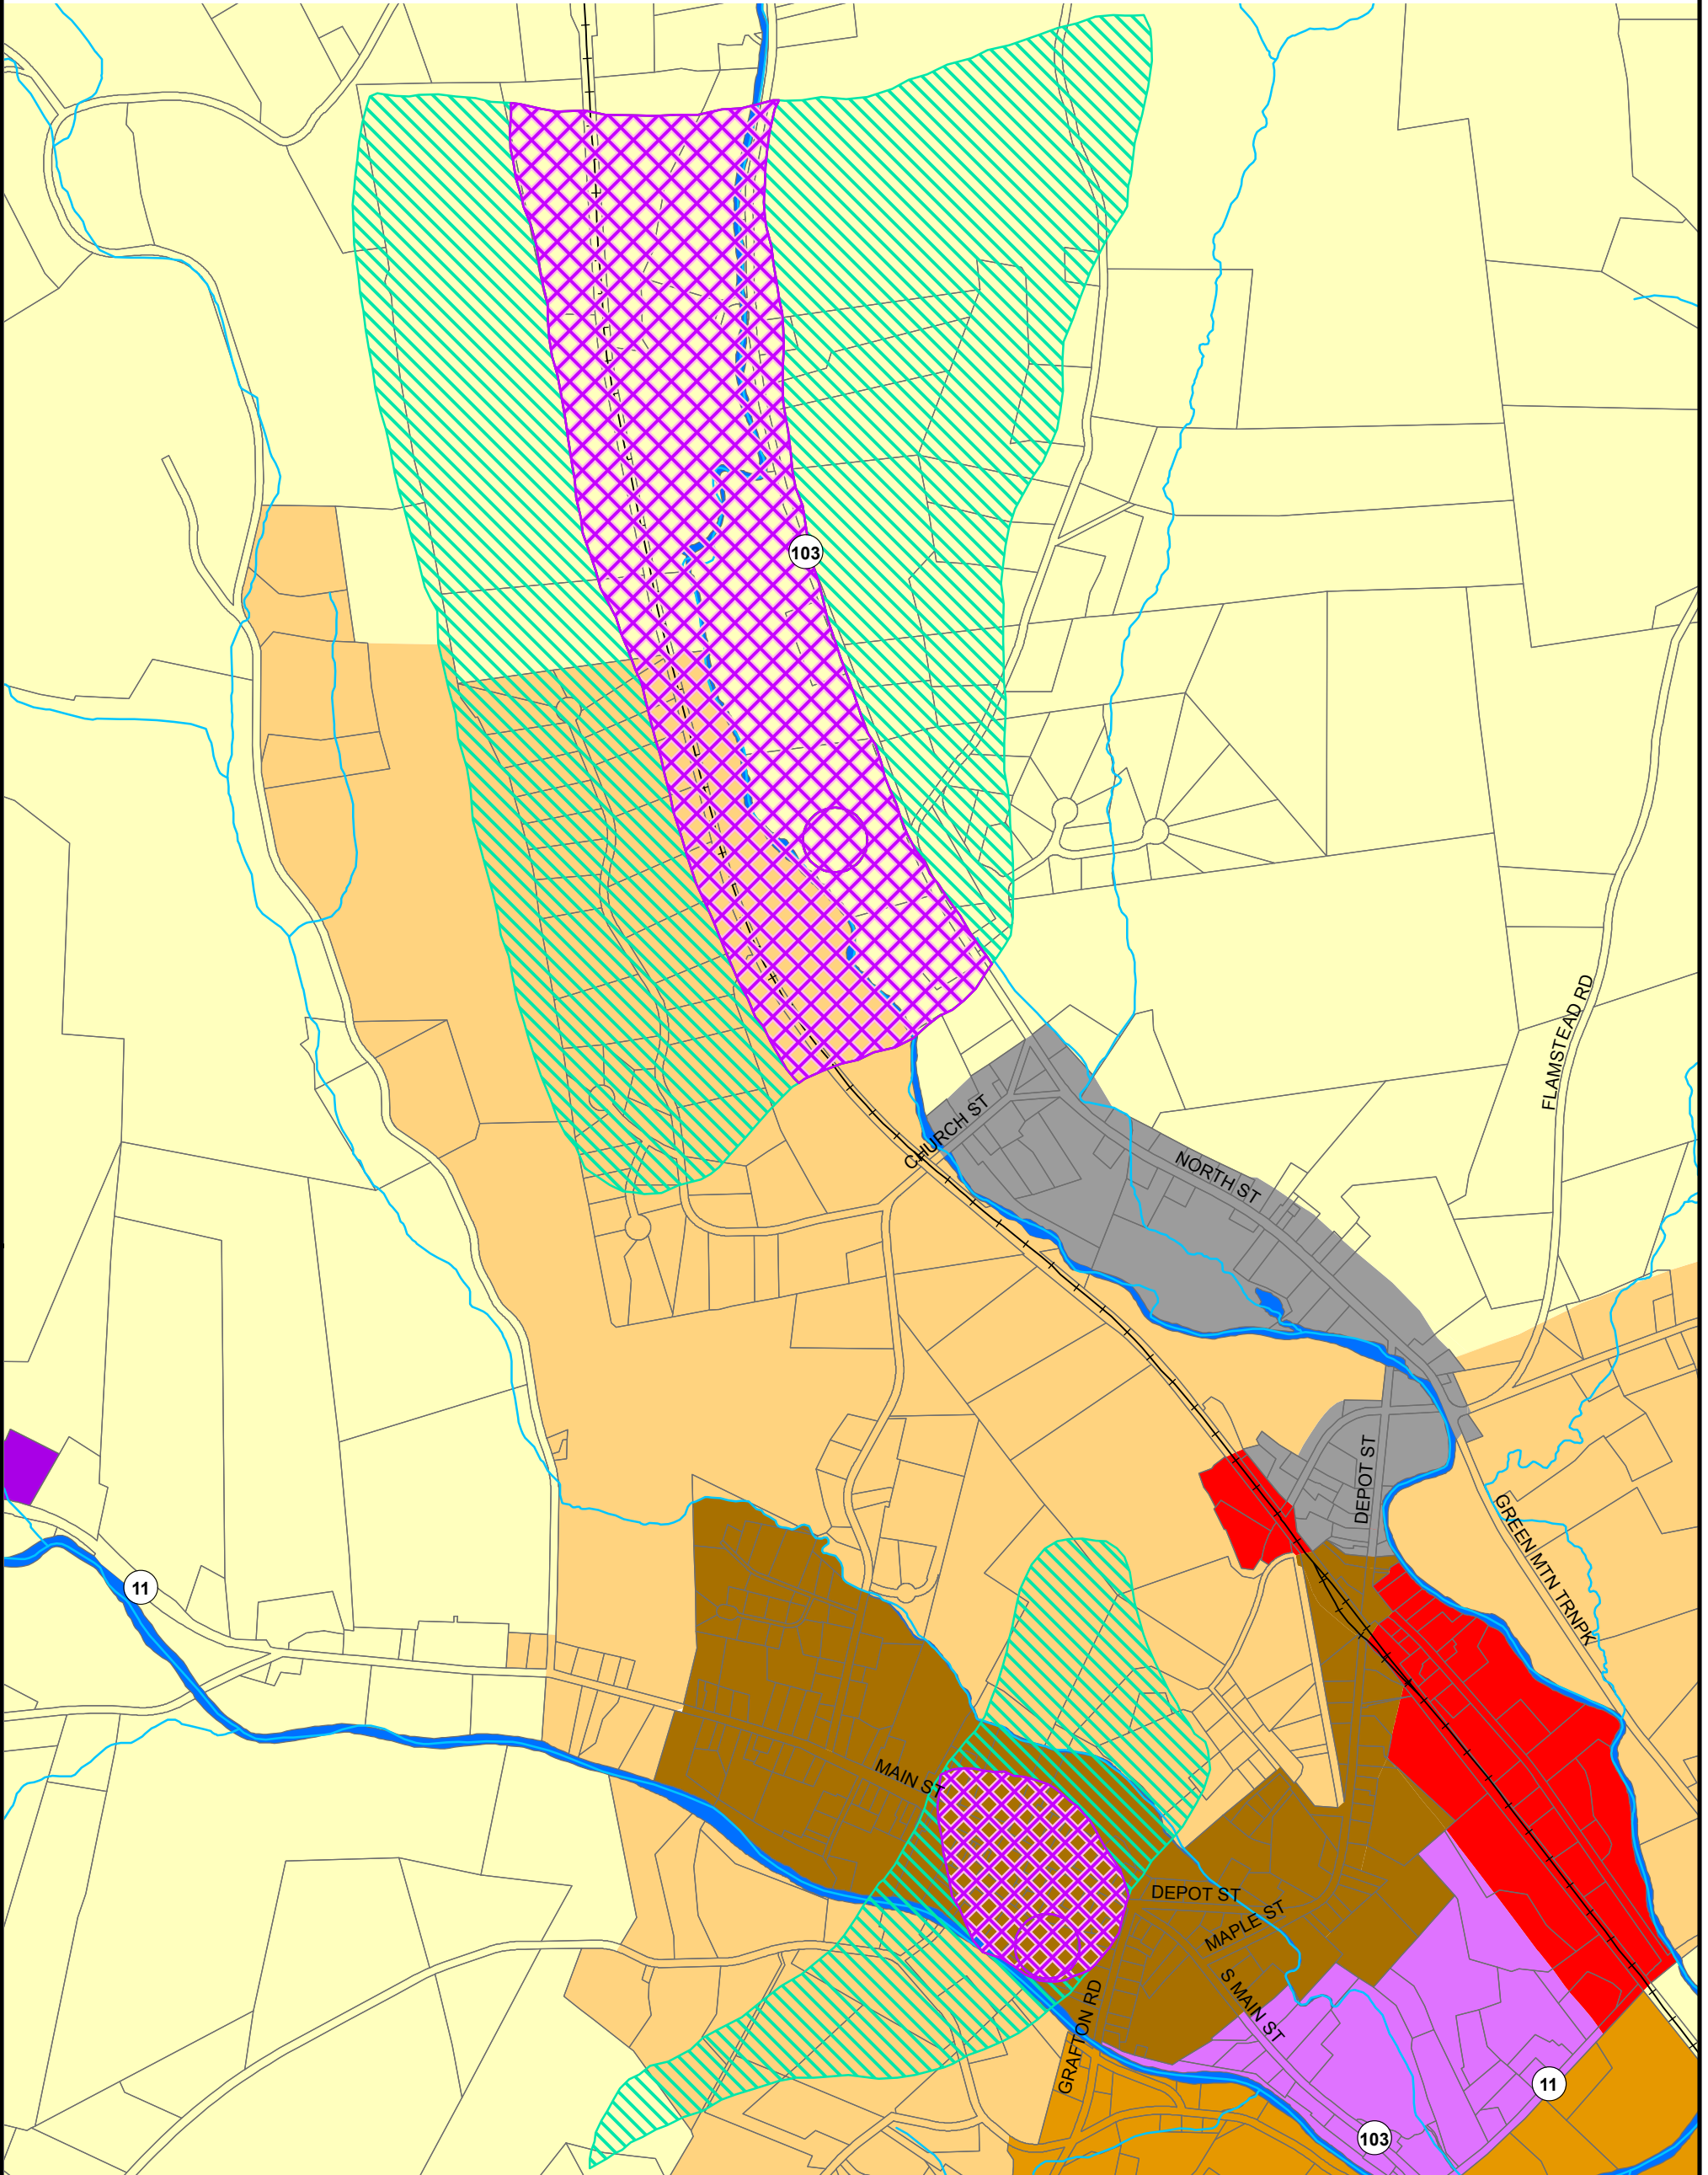 103
FLAMSTEAD RD
CHURCH ST
NORTH ST
DEPOT ST
GREEN MTN TRNPK
11
MAIN ST
DEPOT ST
MAPLE ST
S MAIN ST
GRAFTON RD
11
103